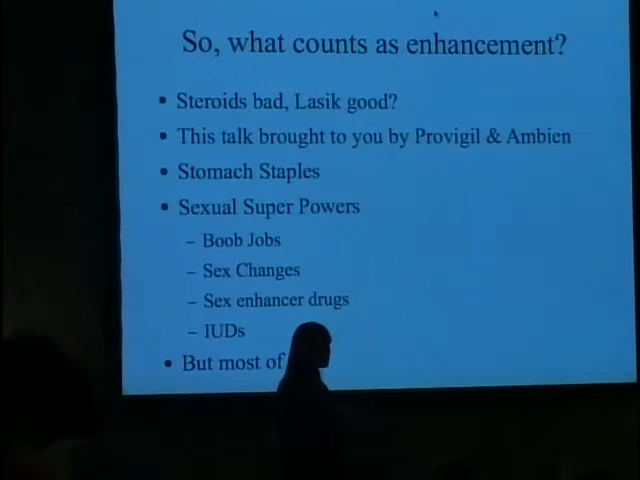 So, what counts as enhancement?
• Steroids bad, Lasik good?
• This talk brought to you by Provigil & Ambien
• Stomach Staples
• Sexual Super Powers
– Boob Jobs
– Sex Changes
– Sex enhancer drugs
– IUDs
• But most of